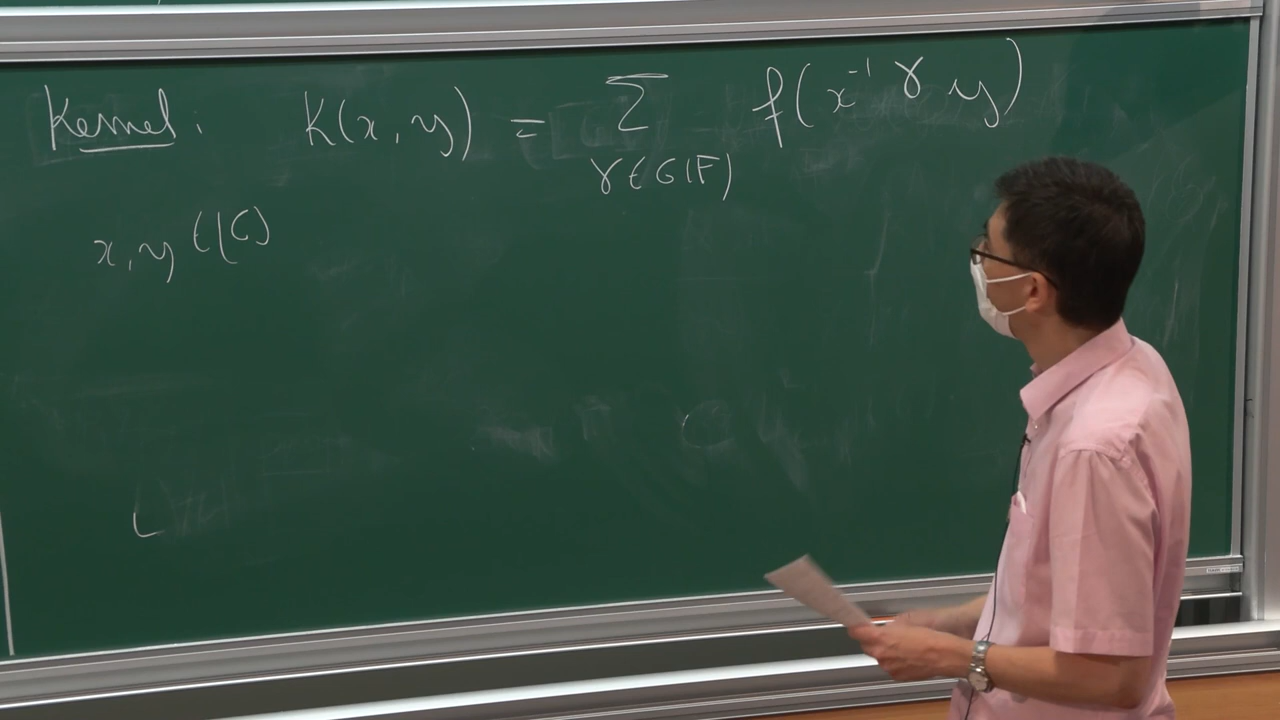 Kernel: K(x, y) = Σ f(x⁻¹ γ y)
γ ∈ G(F)
x, y ∈ [G]